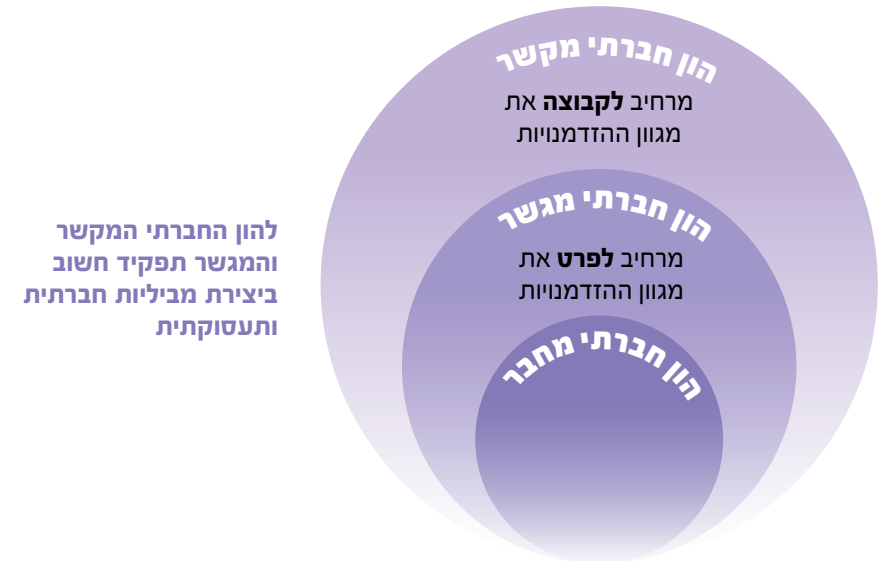 הון חברתי מקשר
מרחיב לקבוצה את
מגוון ההזדמנויות
הון חברתי מגשר
מרחיב לפרט את
מגוון ההזדמנויות
הון חברתי מחבר
להון החברתי המקשר
והמגשר תפקיד חשוב
ביצירת מביליות חברתית
ותעסוקתית